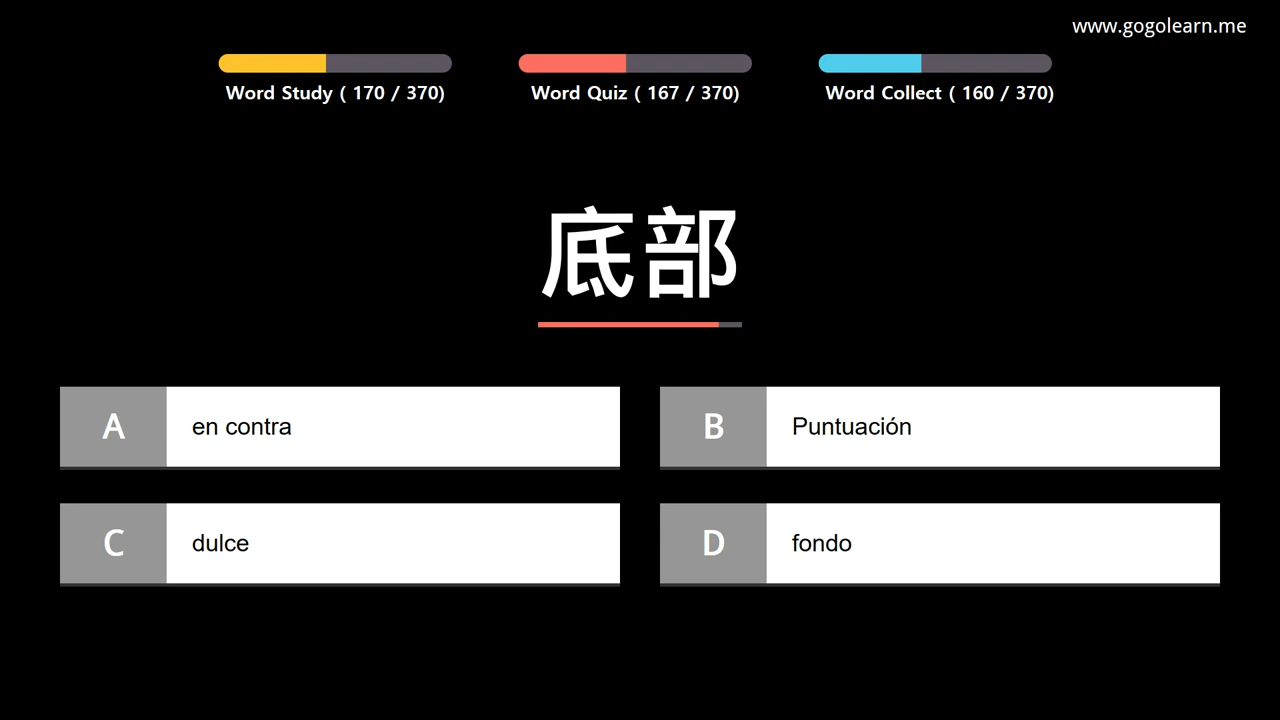 www.gogolearn.me
Word Study ( 170 / 370)
Word Quiz ( 167 / 370)
Word Collect ( 160 / 370)
底部
A en contra
B Puntuación
C dulce
D fondo